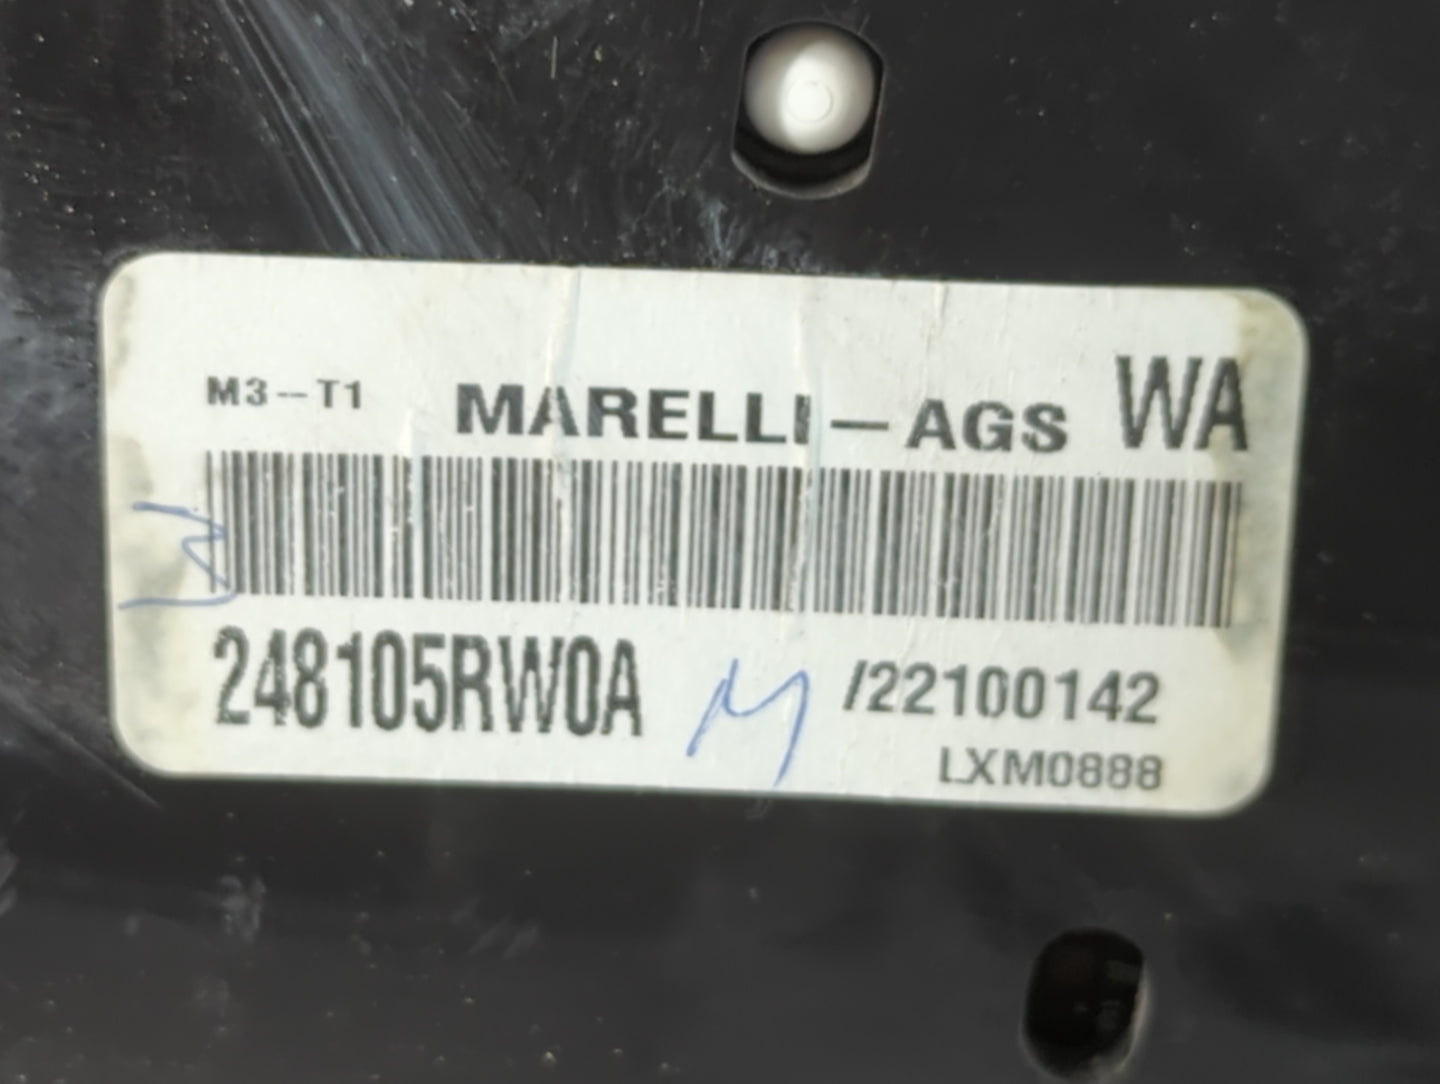 M3--T1 MARELLI-AGS WA
248105RW0A /22100142
LXM0888